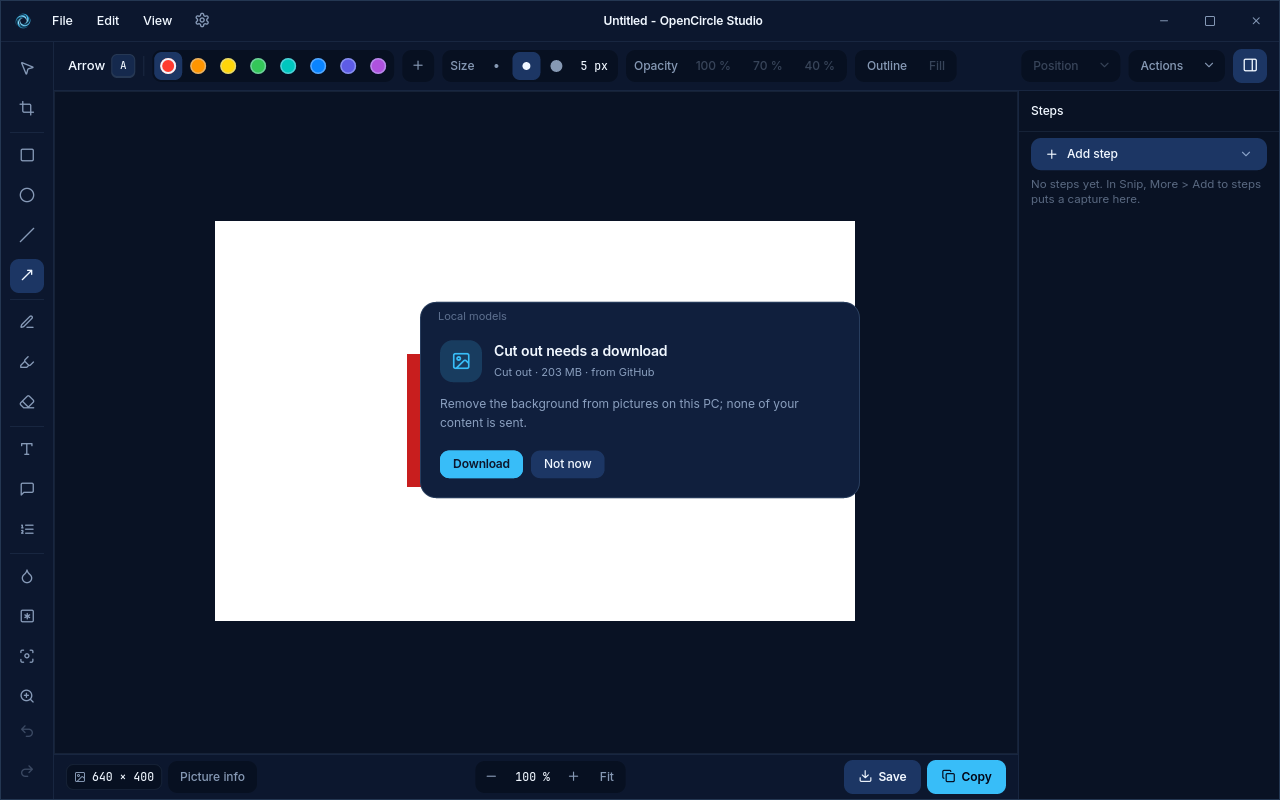 File Edit View Untitled - OpenCircle Studio
Arrow A Size 5 px Opacity 100 % 70 % 40 % Outline Fill Position Actions
Steps
Add step
No steps yet. In Snip, More > Add to steps
puts a capture here.
Local models
Cut out needs a download
Cut out · 203 MB · from GitHub
Remove the background from pictures on this PC; none of your
content is sent.
Download Not now
640 × 400 Picture info 100 % Fit Save Copy